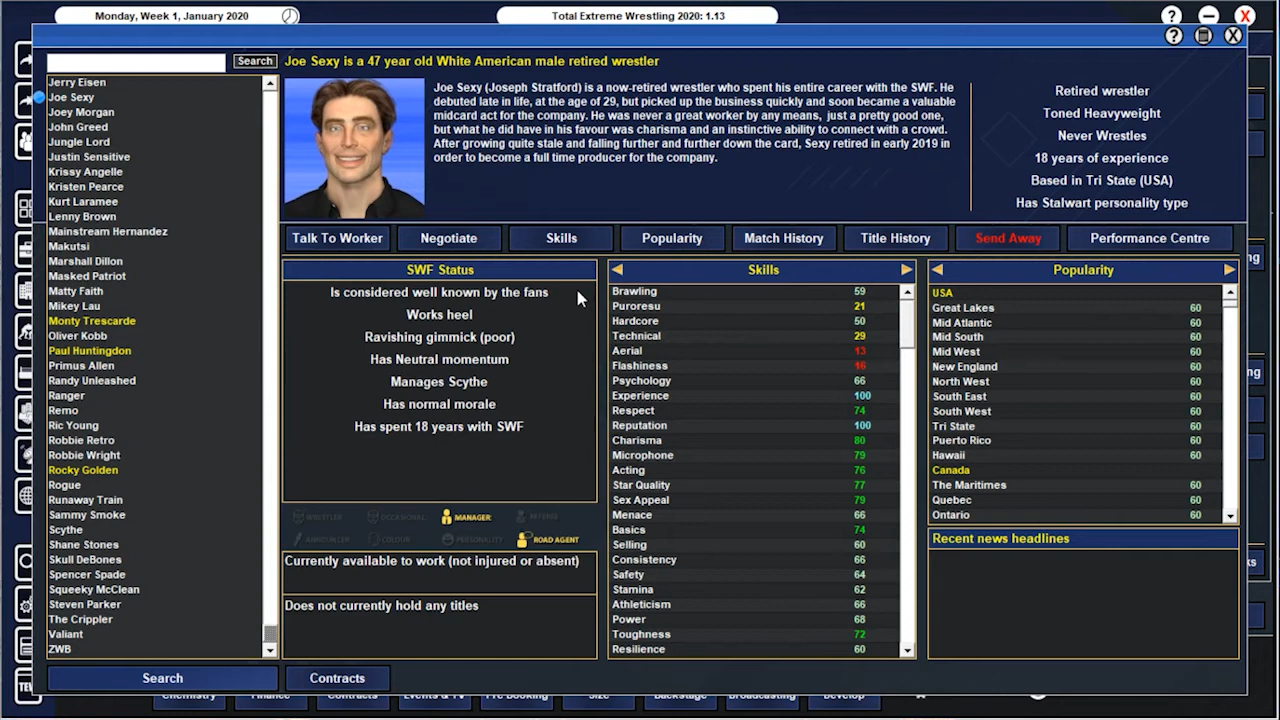 Monday, Week 1, January 2020
Total Extreme Wrestling 2020: 1.13
? X
? X
Search
Joe Sexy is a 47 year old White American male retired wrestler
Jerry Eisen
Joe Sexy
Joey Morgan
John Greed
Jungle Lord
Justin Sensitive
Krissy Angelle
Kristen Pearce
Kurt Laramee
Lenny Brown
Mainstream Hernandez
Makutsi
Marshall Dillon
Masked Patriot
Matty Faith
Mikey Lau
Monty Trescarde
Oliver Kobb
Paul Huntingdon
Primus Allen
Randy Unleashed
Ranger
Remo
Ric Young
Robbie Retro
Robbie Wright
Rocky Golden
Rogue
Runaway Train
Sammy Smoke
Scythe
Shane Stones
Skull DeBones
Spencer Spade
Squeeky McClean
Steven Parker
The Crippler
Valiant
ZWB
Joe Sexy (Joseph Stratford) is a now-retired wrestler who spent his entire career with the SWF. He
debuted late in life, at the age of 29, but picked up the business quickly and soon became a valuable
midcard act for the company. He was never a great worker by any means, just a pretty good one,
but what he did have in his favour was charisma and an instinctive ability to connect with a crowd.
After growing quite stale and falling further and further down the card, Sexy retired in early 2019 in
order to become a full time producer for the company.
Retired wrestler
Toned Heavyweight
Never Wrestles
18 years of experience
Based in Tri State (USA)
Has Stalwart personality type
Talk To Worker Negotiate Skills Popularity Match History Title History Send Away Performance Centre
SWF Status
Is considered well known by the fans
Works heel
Ravishing gimmick (poor)
Has Neutral momentum
Manages Scythe
Has normal morale
Has spent 18 years with SWF
WRESTLER OCCASIONAL MANAGER REFEREE
ANNOUNCER COLOUR PERSONALITY ROAD AGENT
Currently available to work (not injured or absent)
Does not currently hold any titles
Skills
Brawling 59
Puroresu 21
Hardcore 50
Technical 29
Aerial 13
Flashiness 16
Psychology 66
Experience 100
Respect 74
Reputation 100
Charisma 80
Microphone 79
Acting 76
Star Quality 77
Sex Appeal 79
Menace 66
Basics 74
Selling 60
Consistency 66
Safety 64
Stamina 62
Athleticism 66
Power 68
Toughness 72
Resilience 60
Popularity
USA
Great Lakes 60
Mid Atlantic 60
Mid South 60
Mid West 60
New England 60
North West 60
South East 60
South West 60
Tri State 60
Puerto Rico 60
Hawaii 60
Canada
The Maritimes 60
Quebec 60
Ontario 60
Recent news headlines
Search Contracts
Chemistry Finance Contracts Events & TV Pre Booking Size Backstage Broadcasting Develop